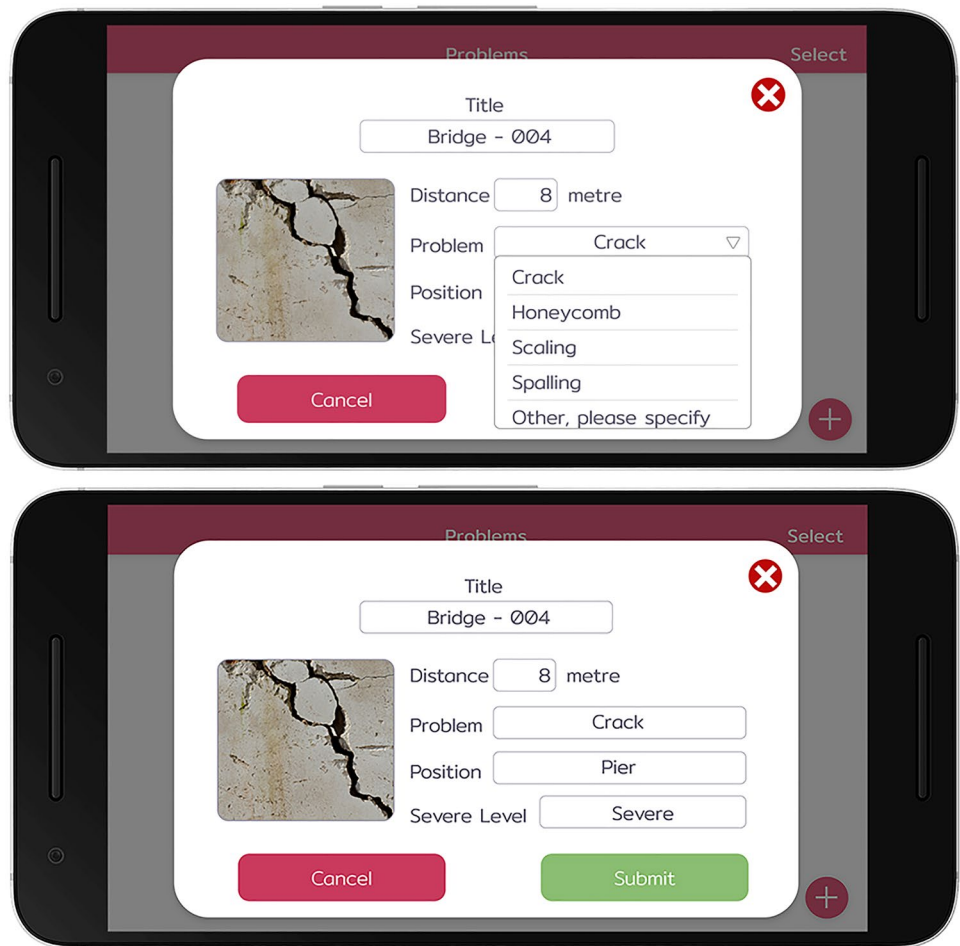 Problems
Select
Title
Bridge - 004
Distance 8 metre
Problem Crack
Crack
Position
Honeycomb
Severe Le
Scaling
Spalling
Other, please specify
Cancel
Problems
Select
Title
Bridge - 004
Distance 8 metre
Problem Crack
Position Pier
Severe Level Severe
Cancel Submit